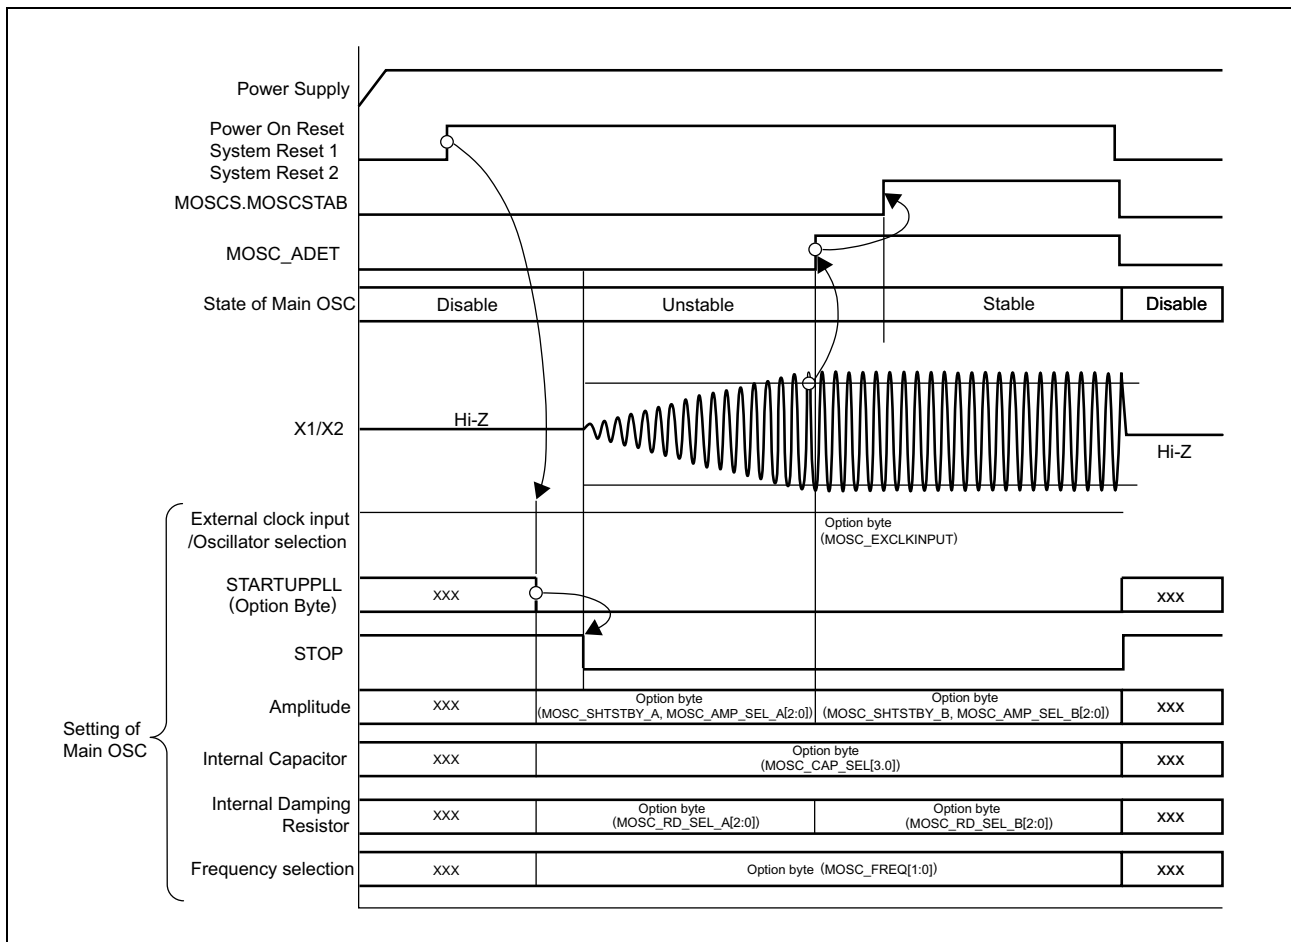 Power Supply
Power On Reset
System Reset 1
System Reset 2
MOSCS.MOSCSTAB
MOSC_ADET
State of Main OSC
Disable
Unstable
Stable
Disable
X1/X2
Hi-Z
Hi-Z
External clock input
/Oscillator selection
Option byte
(MOSC_EXCLKINPUT)
STARTUPPLL
(Option Byte)
xxx
xxx
STOP
Setting of
Main OSC
Amplitude
xxx
Option byte
(MOSC_SHTSTBY_A, MOSC_AMP_SEL_A[2:0])
Option byte
(MOSC_SHTSTBY_B, MOSC_AMP_SEL_B[2:0])
xxx
Internal Capacitor
xxx
Option byte
(MOSC_CAP_SEL[3.0])
xxx
Internal Damping
Resistor
xxx
Option byte
(MOSC_RD_SEL_A[2:0])
Option byte
(MOSC_RD_SEL_B[2:0])
xxx
Frequency selection
xxx
Option byte (MOSC_FREQ[1:0])
xxx